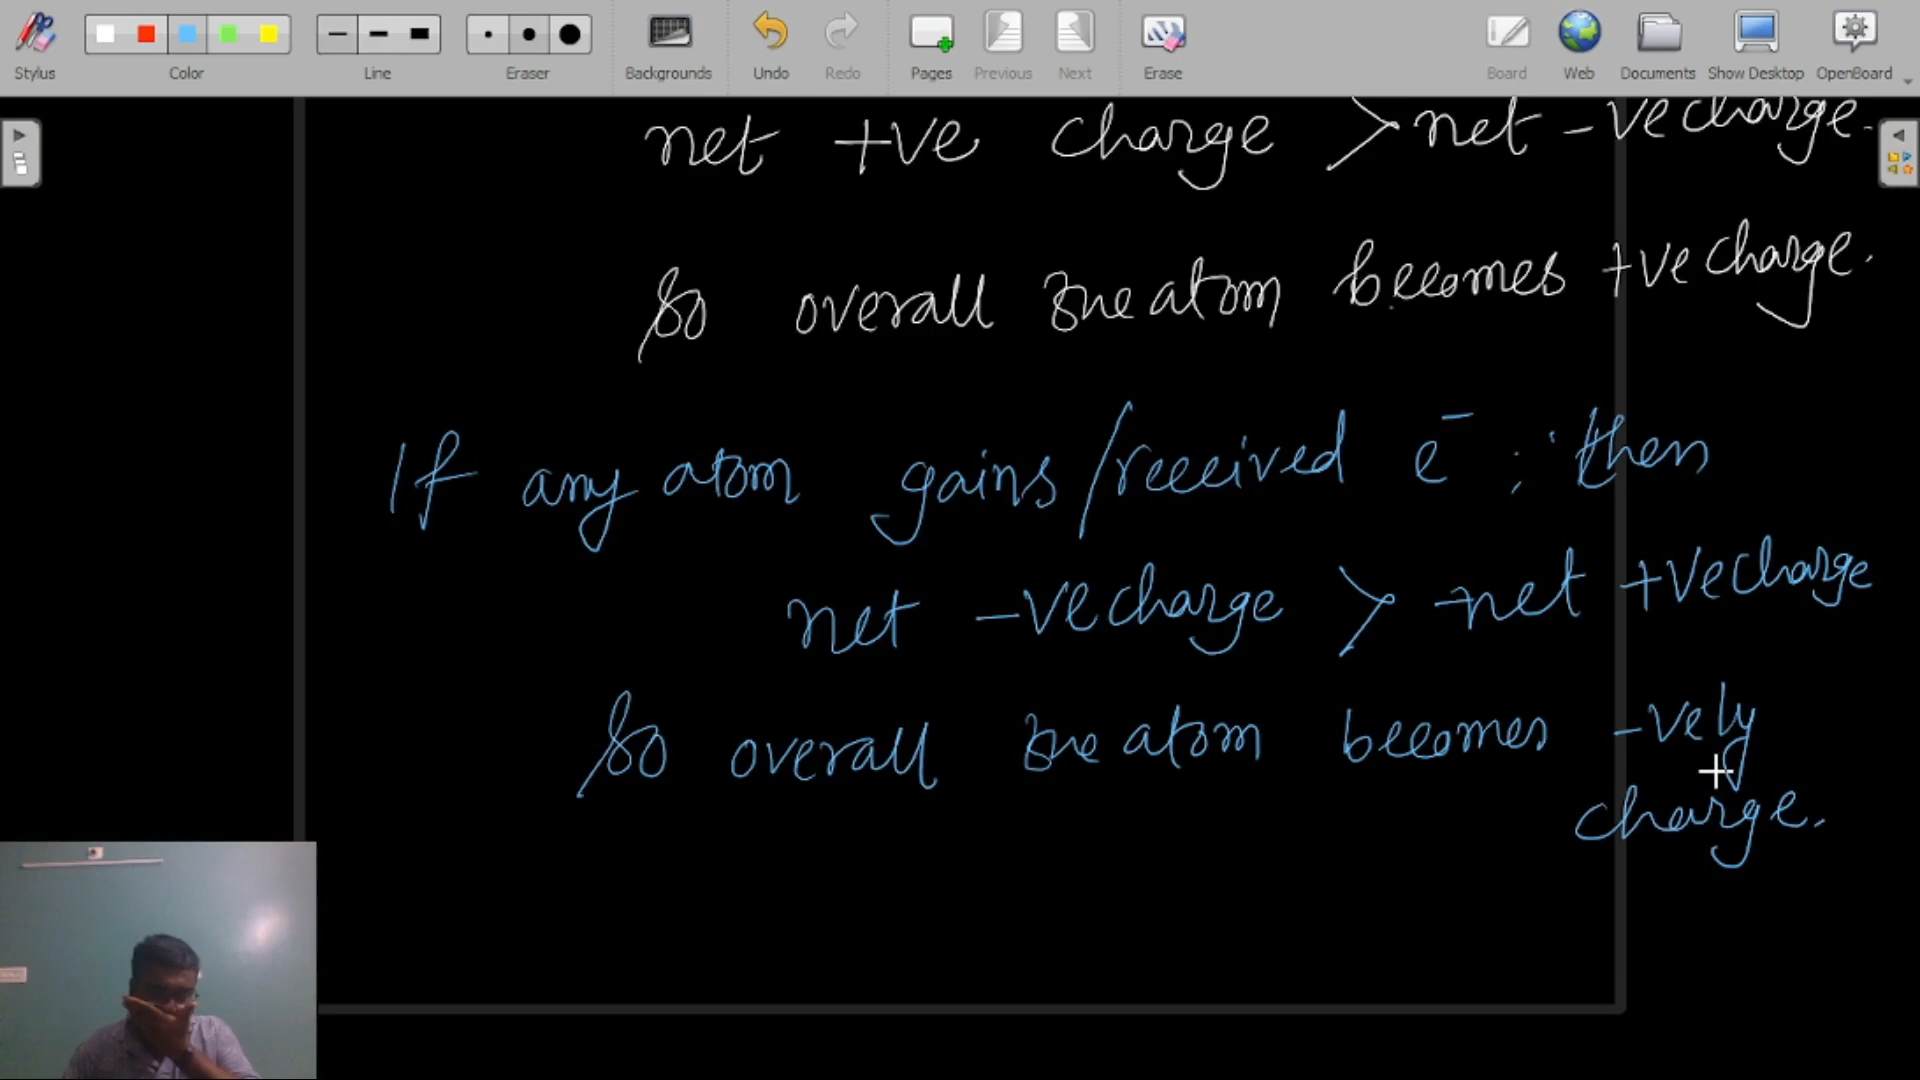 Stylus Color Line Eraser Backgrounds Undo Redo Pages Previous Next Erase Board Web Documents Show Desktop OpenBoard
net +ve charge > net -ve charge.
So overall the atom becomes +ve charge.
If any atom gains/received e⁻ ; then
net -ve charge > net +ve charge
So overall the atom becomes -vely
charge.